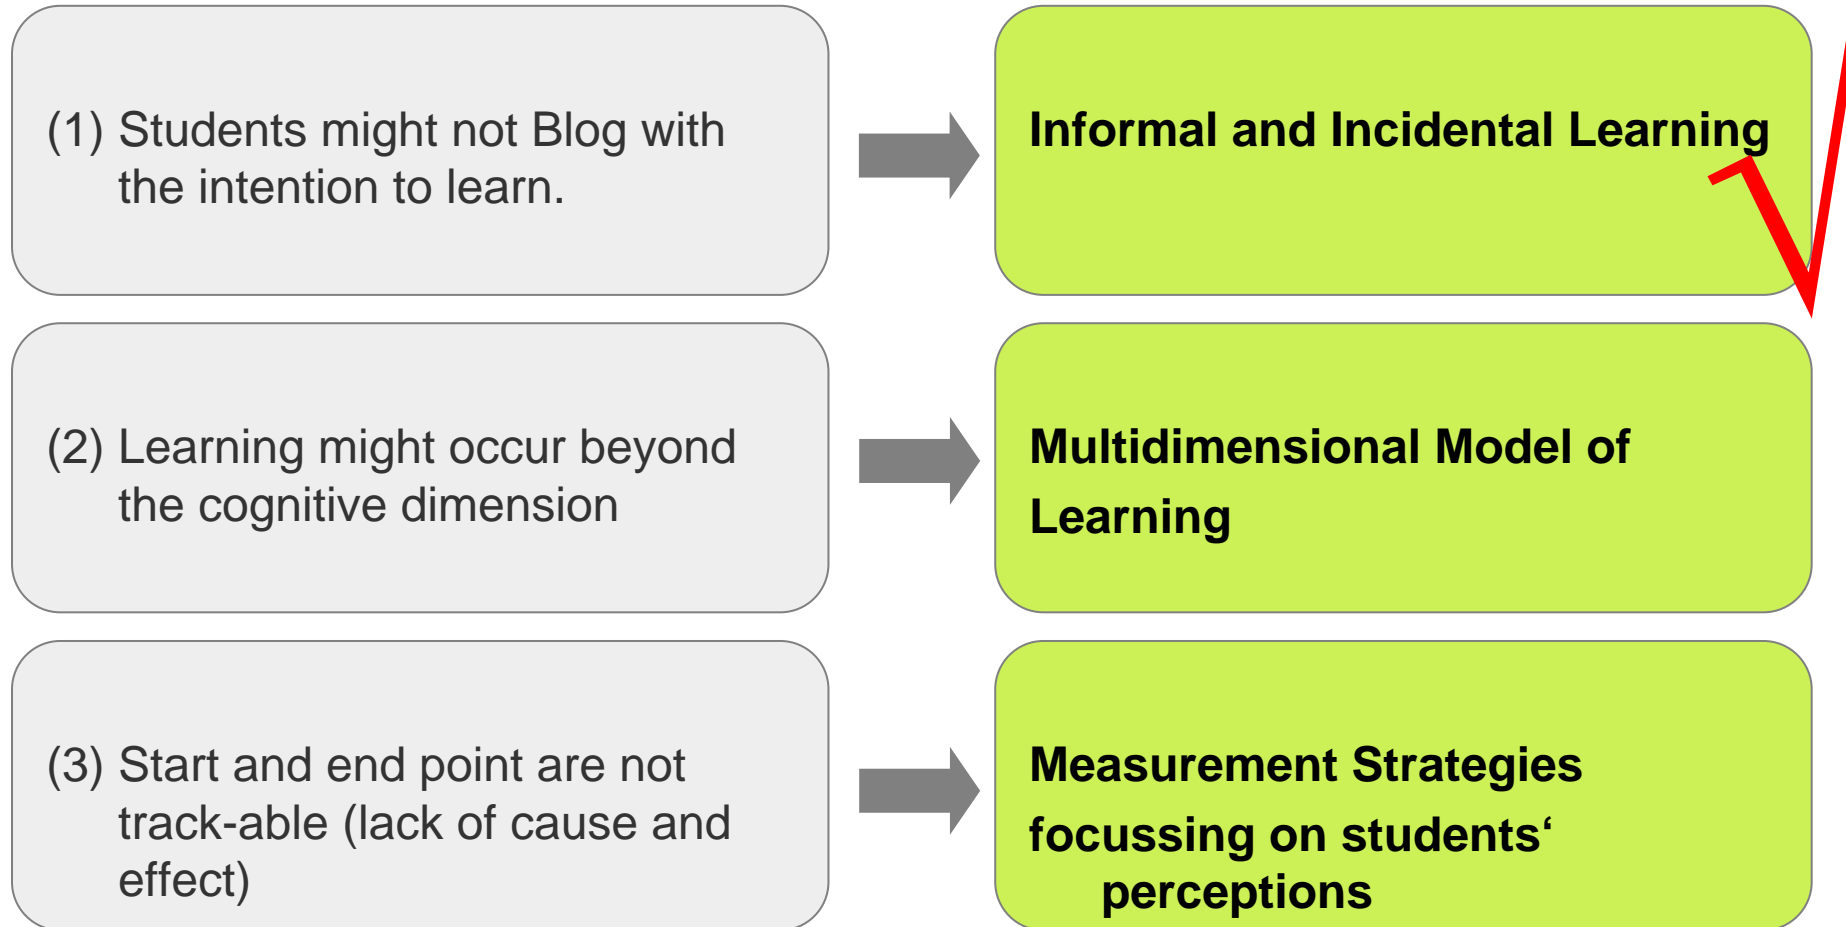 (1) Students might not Blog with
the intention to learn.
Informal and Incidental Learning
(2) Learning might occur beyond
the cognitive dimension
Multidimensional Model of
Learning
(3) Start and end point are not
track-able (lack of cause and
effect)
Measurement Strategies
focussing on students‘
perceptions